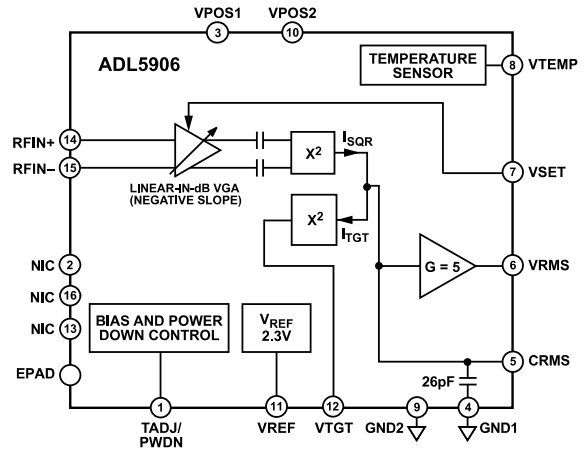 VPOS1 VPOS2
3 10
ADL5906
TEMPERATURE
SENSOR
8 VTEMP
RFIN+ 14
RFIN– 15
X²
ISQR
LINEAR-IN-dB VGA
(NEGATIVE SLOPE)
7 VSET
X²
ITGT
NIC 2
NIC 16
NIC 13
EPAD
G = 5
6 VRMS
BIAS AND POWER
DOWN CONTROL
VREF
2.3V
26pF
5 CRMS
1 11 12 9 4
TADJ/
PWDN
VREF VTGT GND2 GND1